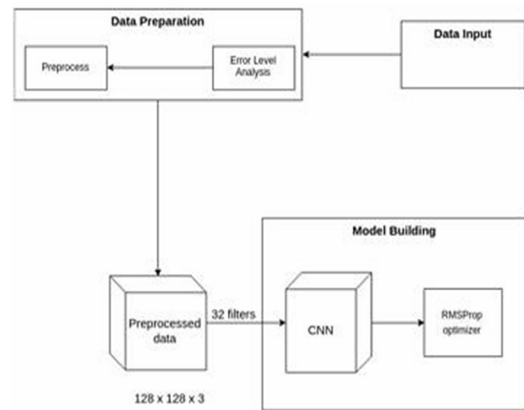 Data Preparation
Data Input
Preprocess
Error Level
Analysis
Model Building
Preprocessed
data
32 filters
CNN
RMSProp
optimizer
128 x 128 x 3